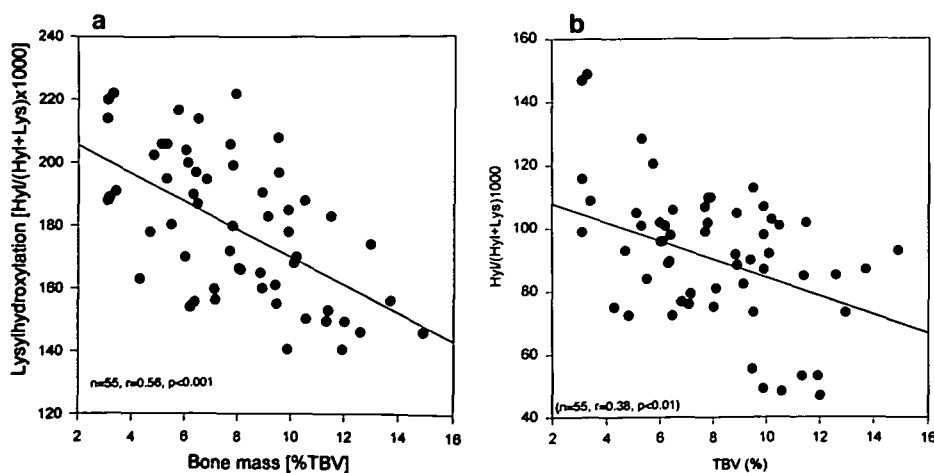 a
Lysylhydroxylation [Hyl/(Hyl+Lys)x1000]
220
200
180
160
140
120
n=55, r=0.56, p<0.001
2 4 6 8 10 12 14 16
Bone mass [%TBV]
b
Hyl/(Hyl+Lys)1000
160
140
120
100
80
60
40
(n=55, r=0.38, p<0.01)
2 4 6 8 10 12 14 16
TBV (%)